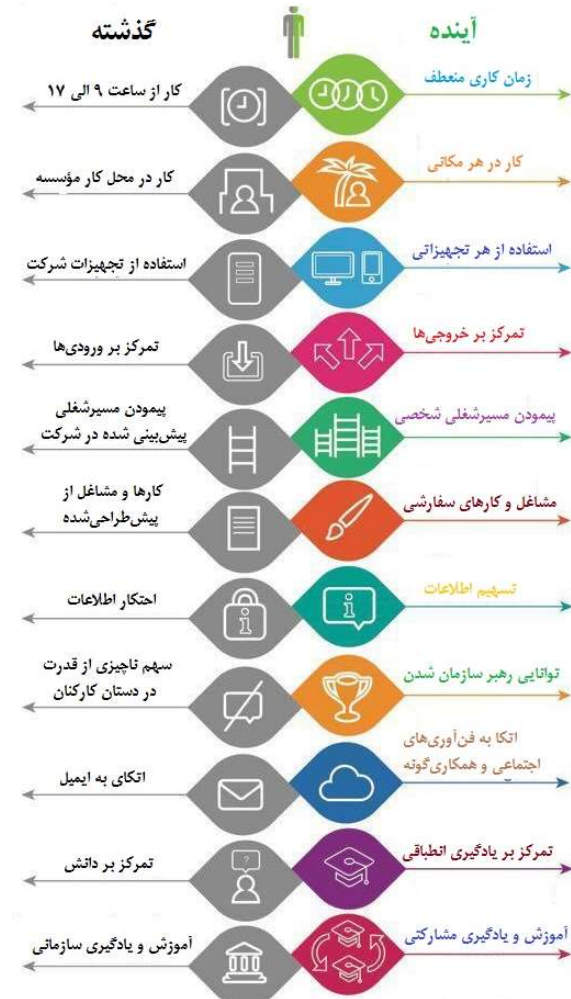 آینده
گذشته
زمان کاری منعطف
کار از ساعت ۹ الی ۱۷
کار در هر مکانی
کار در محل کار مؤسسه
استفاده از هر تجهیزاتی
استفاده از تجهیزات شرکت
تمرکز بر خروجی‌ها
تمرکز بر ورودی‌ها
پیمودن مسیرشغلی شخصی
پیمودن مسیرشغلی
پیش‌بینی شده در شرکت
مشاغل و کارهای سفارشی
کارها و مشاغل از
پیش‌طراحی‌شده
تسهیم اطلاعات
احتکار اطلاعات
توانایی رهبر سازمان شدن
سهم ناچیزی از قدرت
در دستان کارکنان
اتکا به فن‌آوری‌های
اجتماعی و همکاری‌گونه
اتکای به ایمیل
تمرکز بر یادگیری انطباقی
تمرکز بر دانش
آموزش و یادگیری مشارکتی
آموزش و یادگیری سازمانی